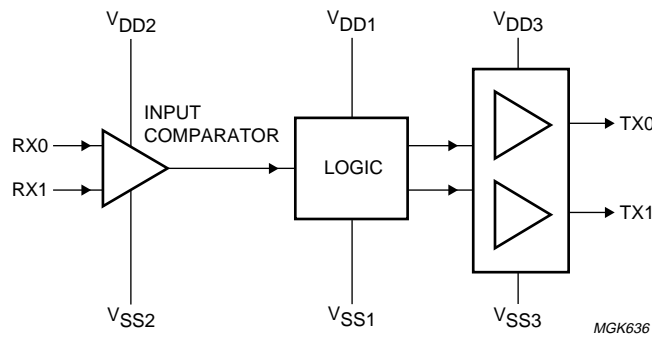 VDD2
VDD1
VDD3
INPUT
COMPARATOR
RX0
RX1
LOGIC
TX0
TX1
VSS2
VSS1
VSS3
MGK636